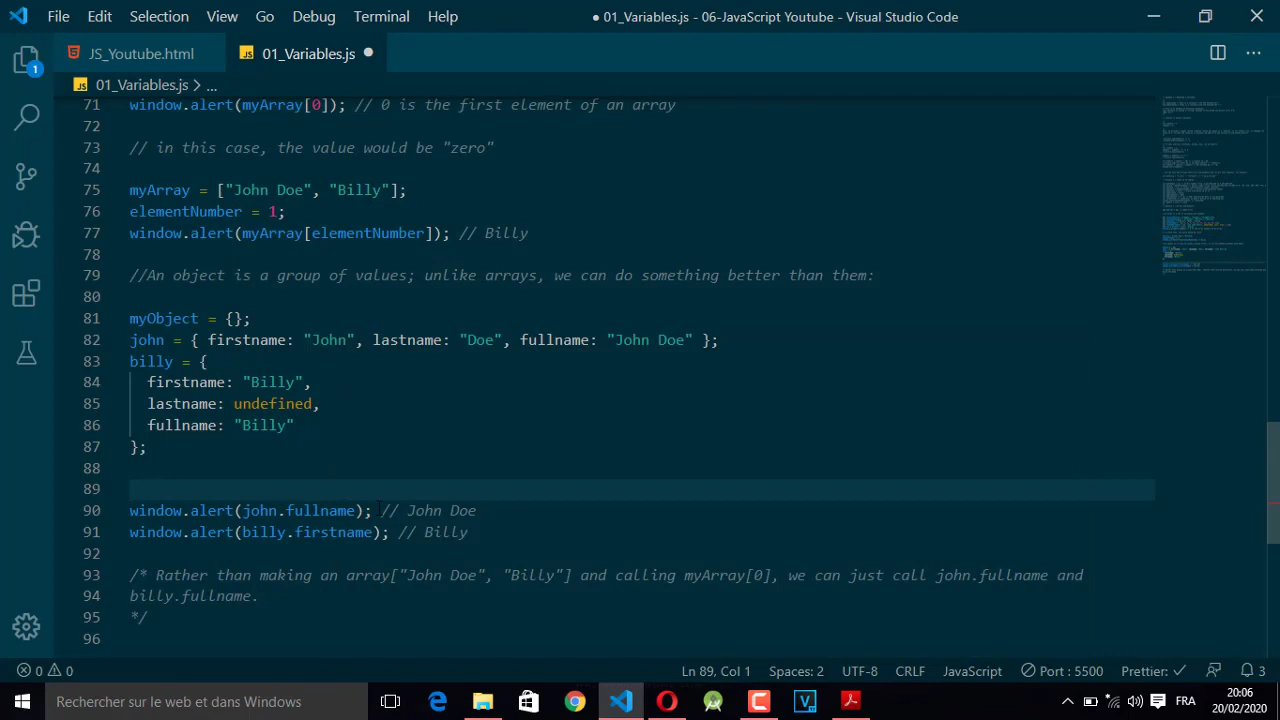 File Edit Selection View Go Debug Terminal Help
● 01_Variables.js - 06-JavaScript Youtube - Visual Studio Code
JS_Youtube.html
JS 01_Variables.js
JS 01_Variables.js > ...
1
71 window.alert(myArray[0]); // 0 is the first element of an array
72
73 // in this case, the value would be "zero"
74
75 myArray = ["John Doe", "Billy"];
76 elementNumber = 1;
77 window.alert(myArray[elementNumber]); // Billy
78
79 //An object is a group of values; unlike arrays, we can do something better than them:
80
81 myObject = {};
82 john = { firstname: "John", lastname: "Doe", fullname: "John Doe" };
83 billy = {
84 firstname: "Billy",
85 lastname: undefined,
86 fullname: "Billy"
87 };
88
89
90 window.alert(john.fullname); // John Doe
91 window.alert(billy.firstname); // Billy
92
93 /* Rather than making an array["John Doe", "Billy"] and calling myArray[0], we can just call john.fullname and
94 billy.fullname.
95 */
96
0 0 Ln 89, Col 1 Spaces: 2 UTF-8 CRLF JavaScript Port : 5500 Prettier: 3
Rechercher sur le web et dans Windows
FRA
20:06
20/02/2020